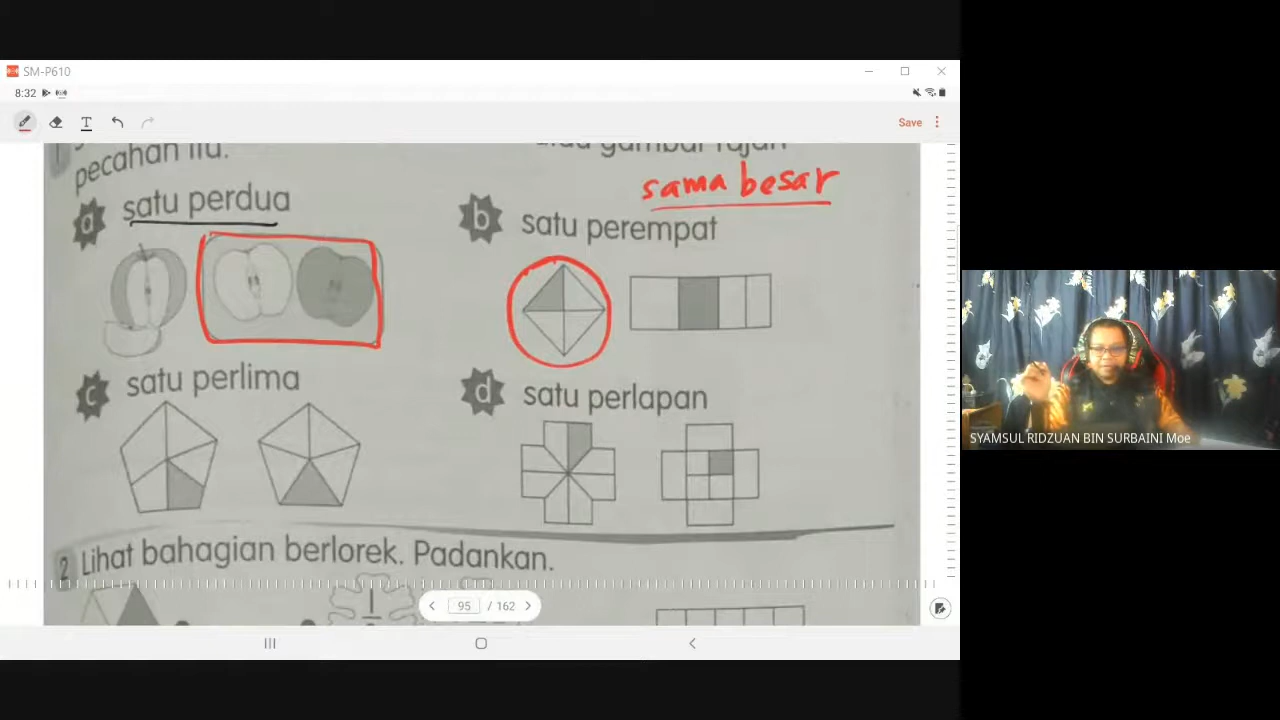 SM-P610
8:32
Save
pecahan itu.
sama besar
a satu perdua
b satu perempat
c satu perlima
d satu perlapan
2 Lihat bahagian berlorek. Padankan.
95 / 162
SYAMSUL RIDZUAN BIN SURBAINI Moe